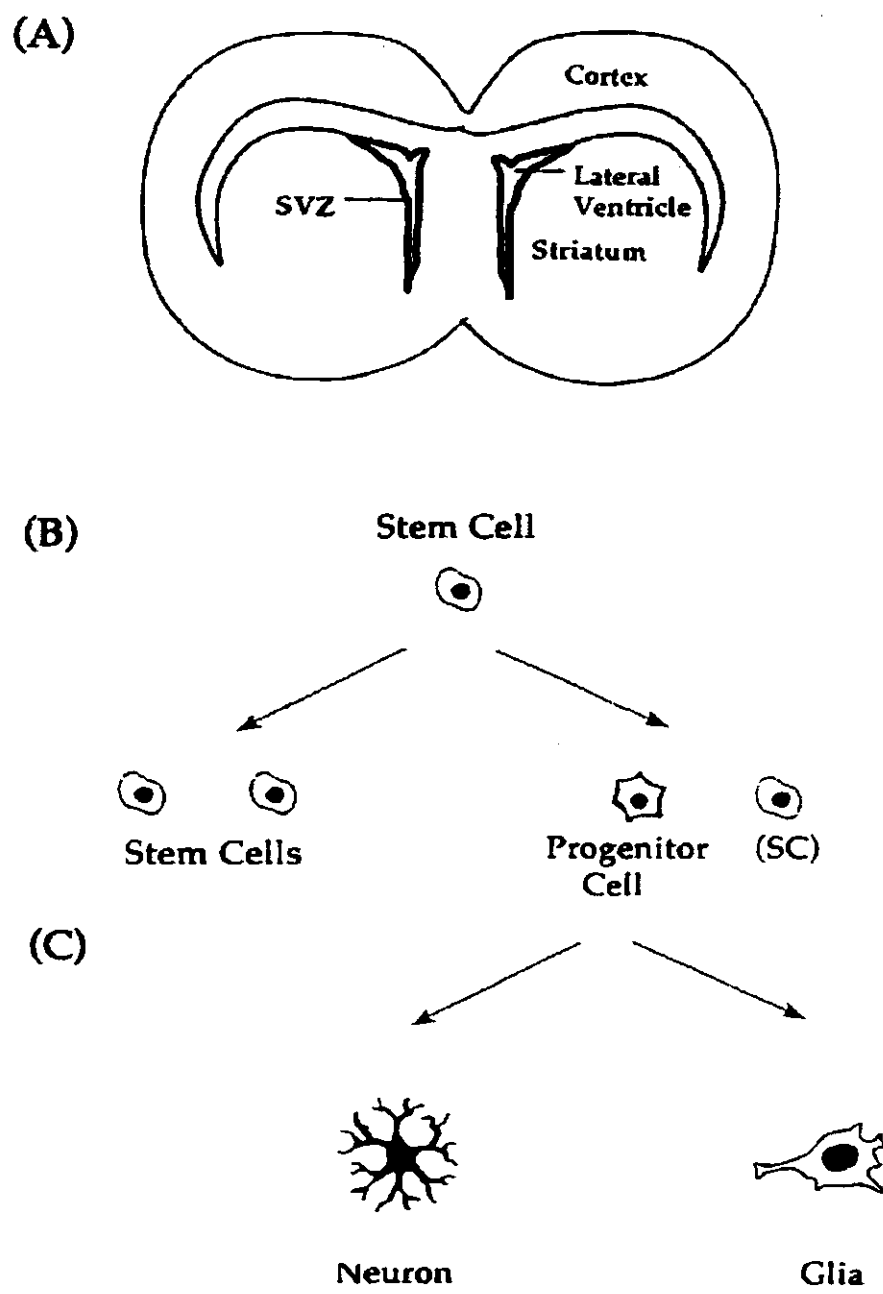 (A)
Cortex
SVZ
Lateral
Ventricle
Striatum
(B)
Stem Cell
Stem Cells
Progenitor
Cell
(SC)
(C)
Neuron
Glia